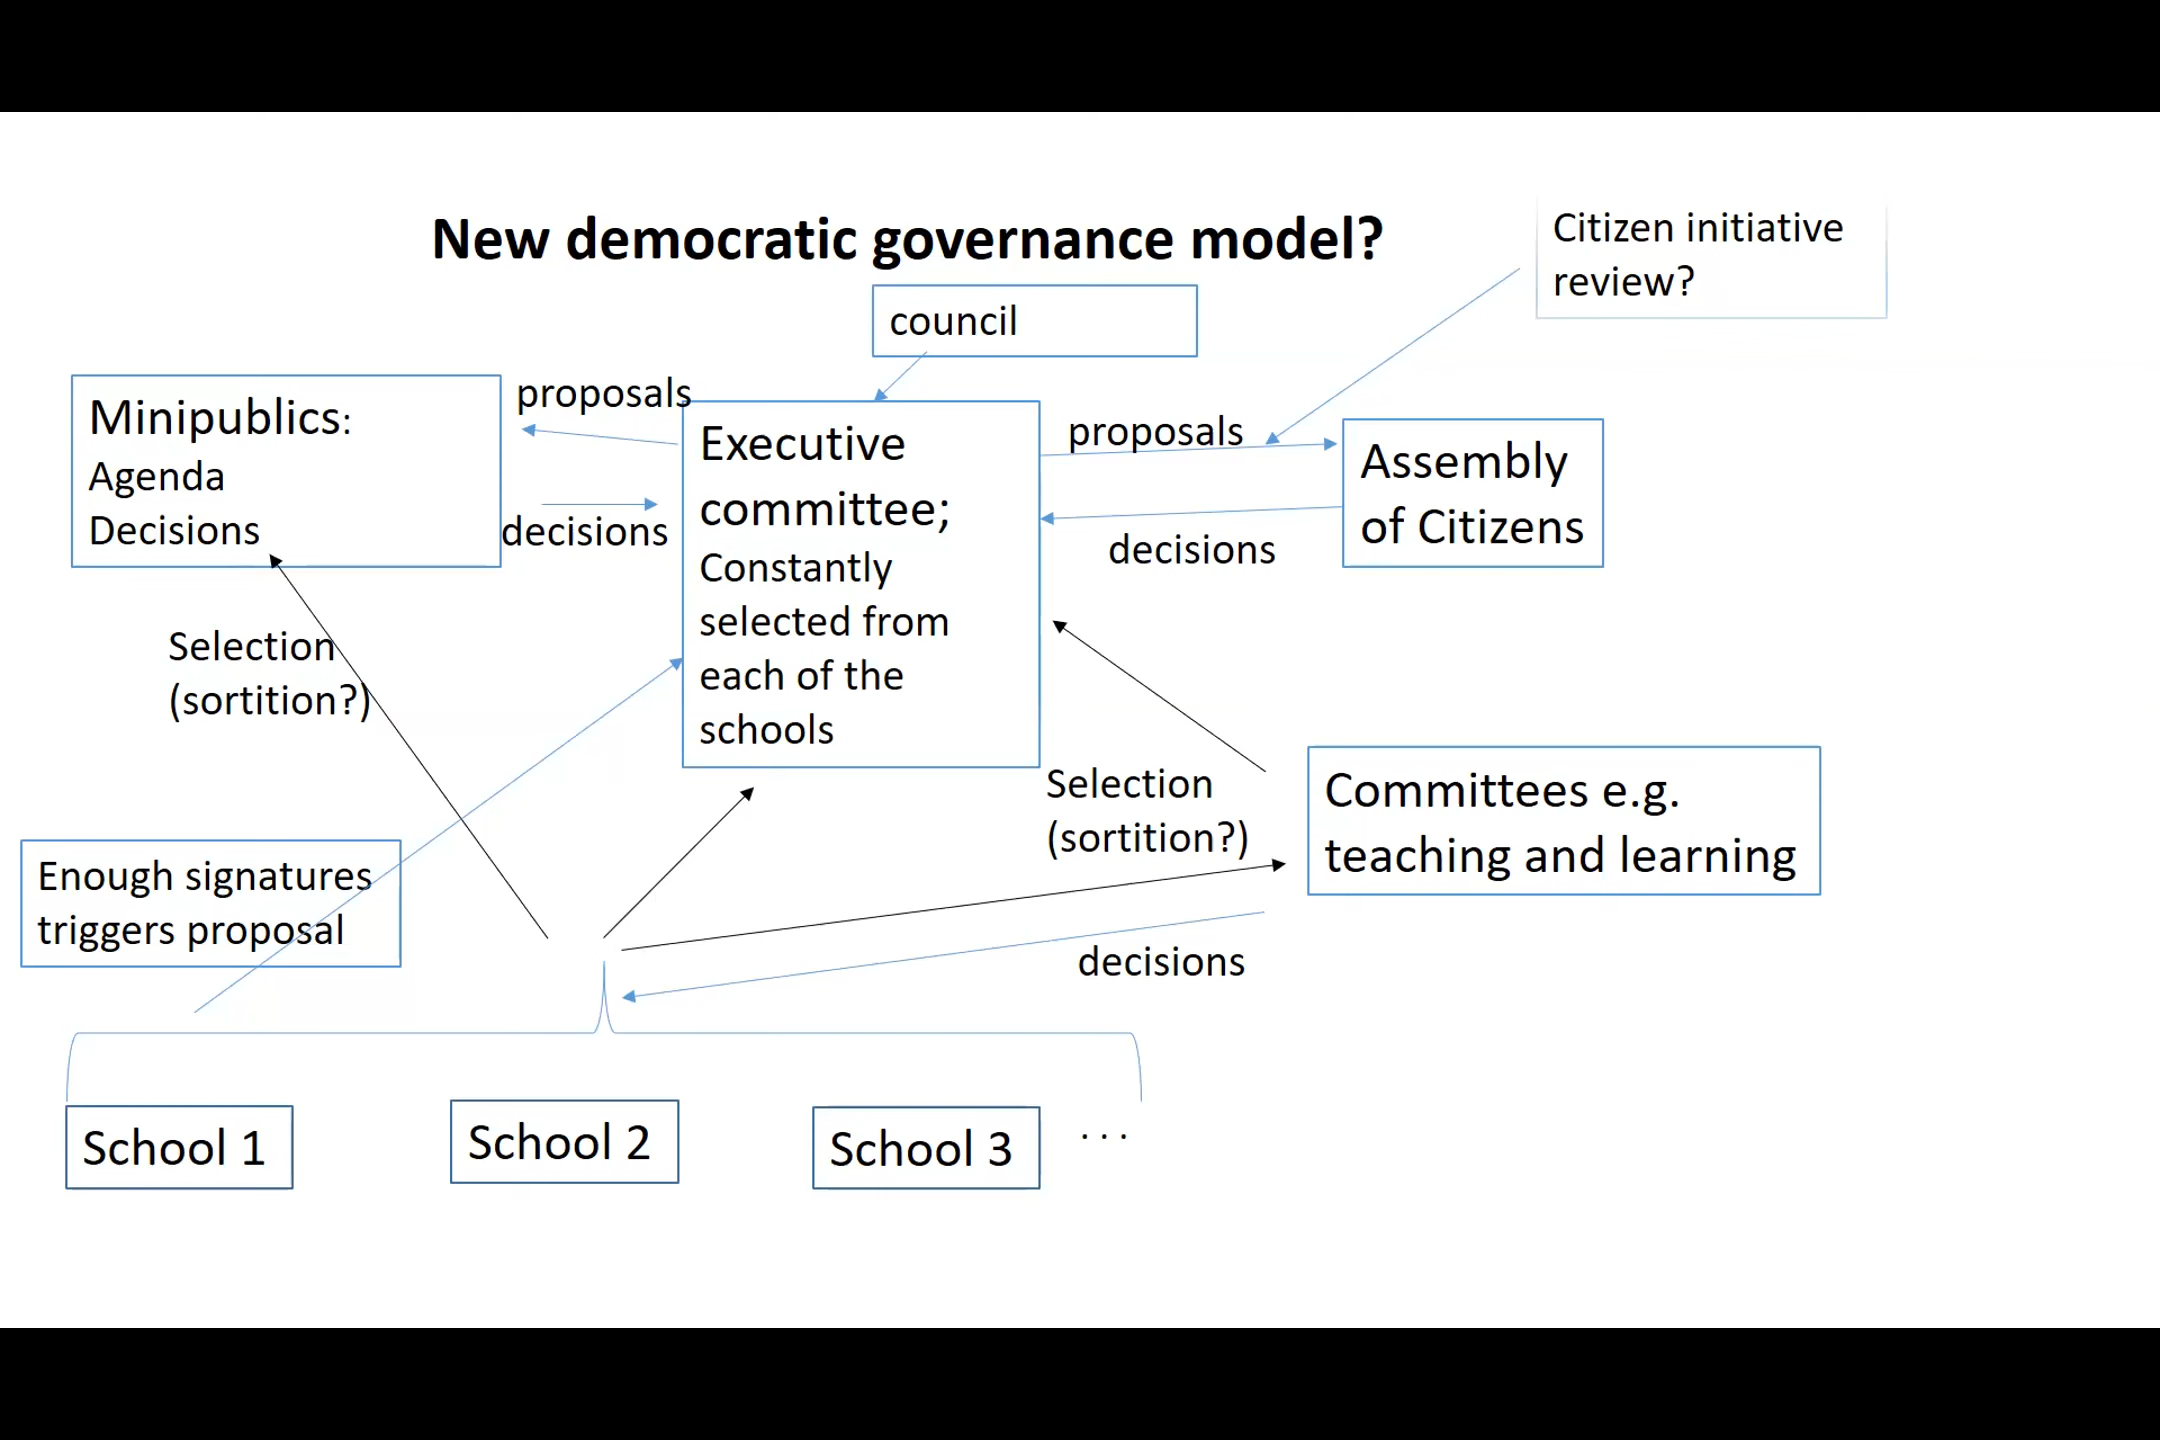 New democratic governance model?
Citizen initiative
review?
council
Minipublics:
Agenda
Decisions
proposals
decisions
Executive
committee;
Constantly
selected from
each of the
schools
proposals
decisions
Assembly
of Citizens
Selection
(sortition?)
Selection
(sortition?)
Committees e.g.
teaching and learning
Enough signatures
triggers proposal
decisions
School 1
School 2
School 3
...